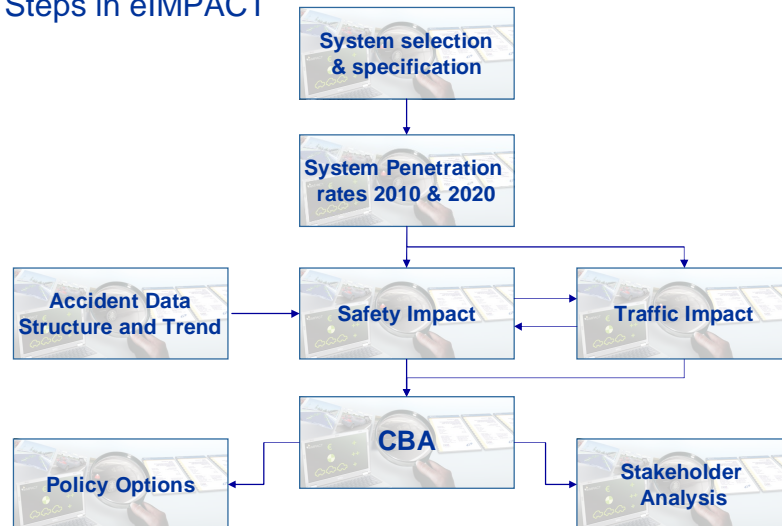 Steps in eIMPACT
System selection
& specification
System Penetration
rates 2010 & 2020
Accident Data
Structure and Trend
Safety Impact
Traffic Impact
CBA
Policy Options
Stakeholder
Analysis